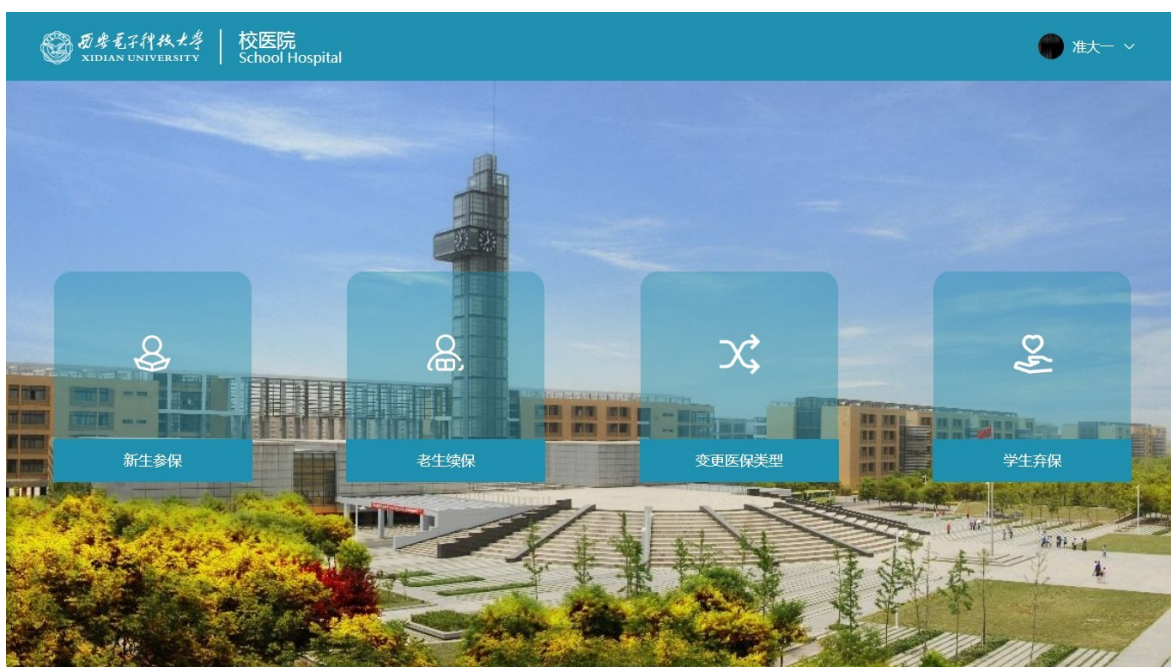 西安电子科技大学
XIDIAN UNIVERSITY
校医院
School Hospital
准大一
新生参保
老生续保
变更医保类型
学生弃保